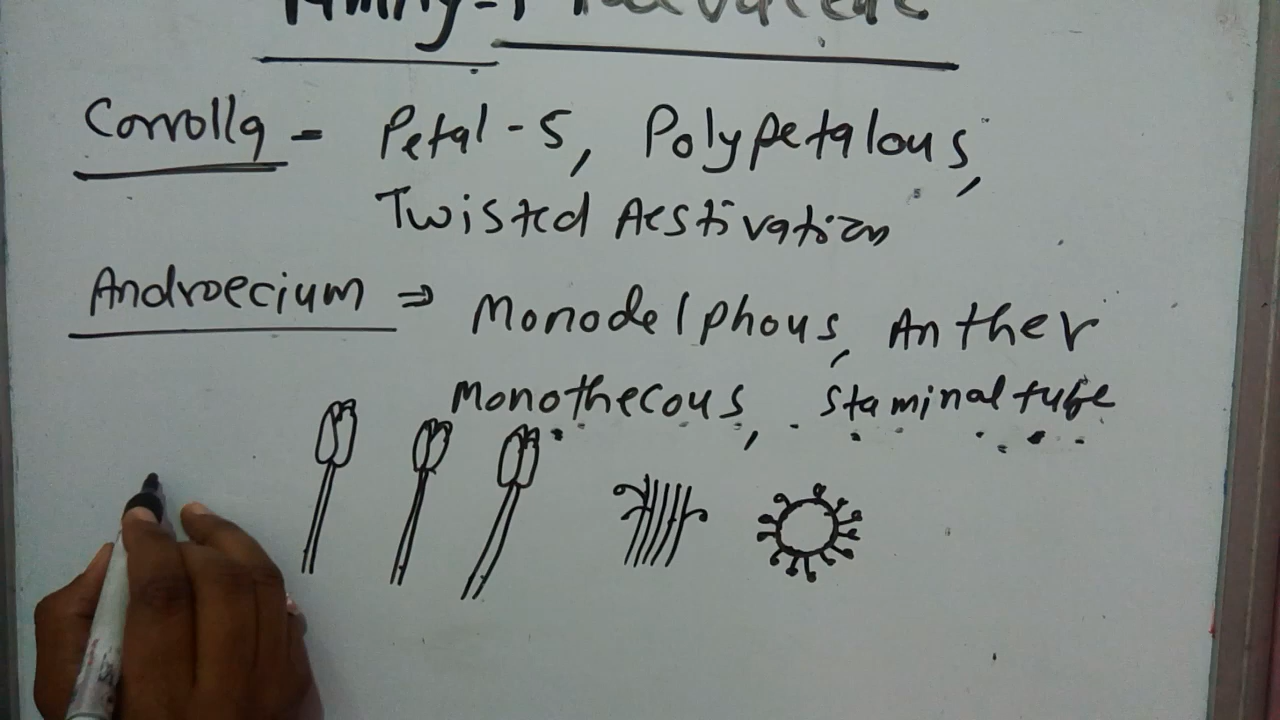 Corrolla - Petal-5, Polypetalous,
Twisted Aestivation
Androecium ⇒ Monodelphous, Anther
Monothecous, Staminal tube